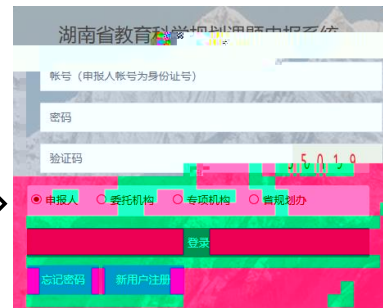 湖南省教育科学规划课题申报系统
帐号（申报人帐号为身份证号）
密码
验证码
申报人 委托机构 专项机构 省规划办
登录
忘记密码 新用户注册